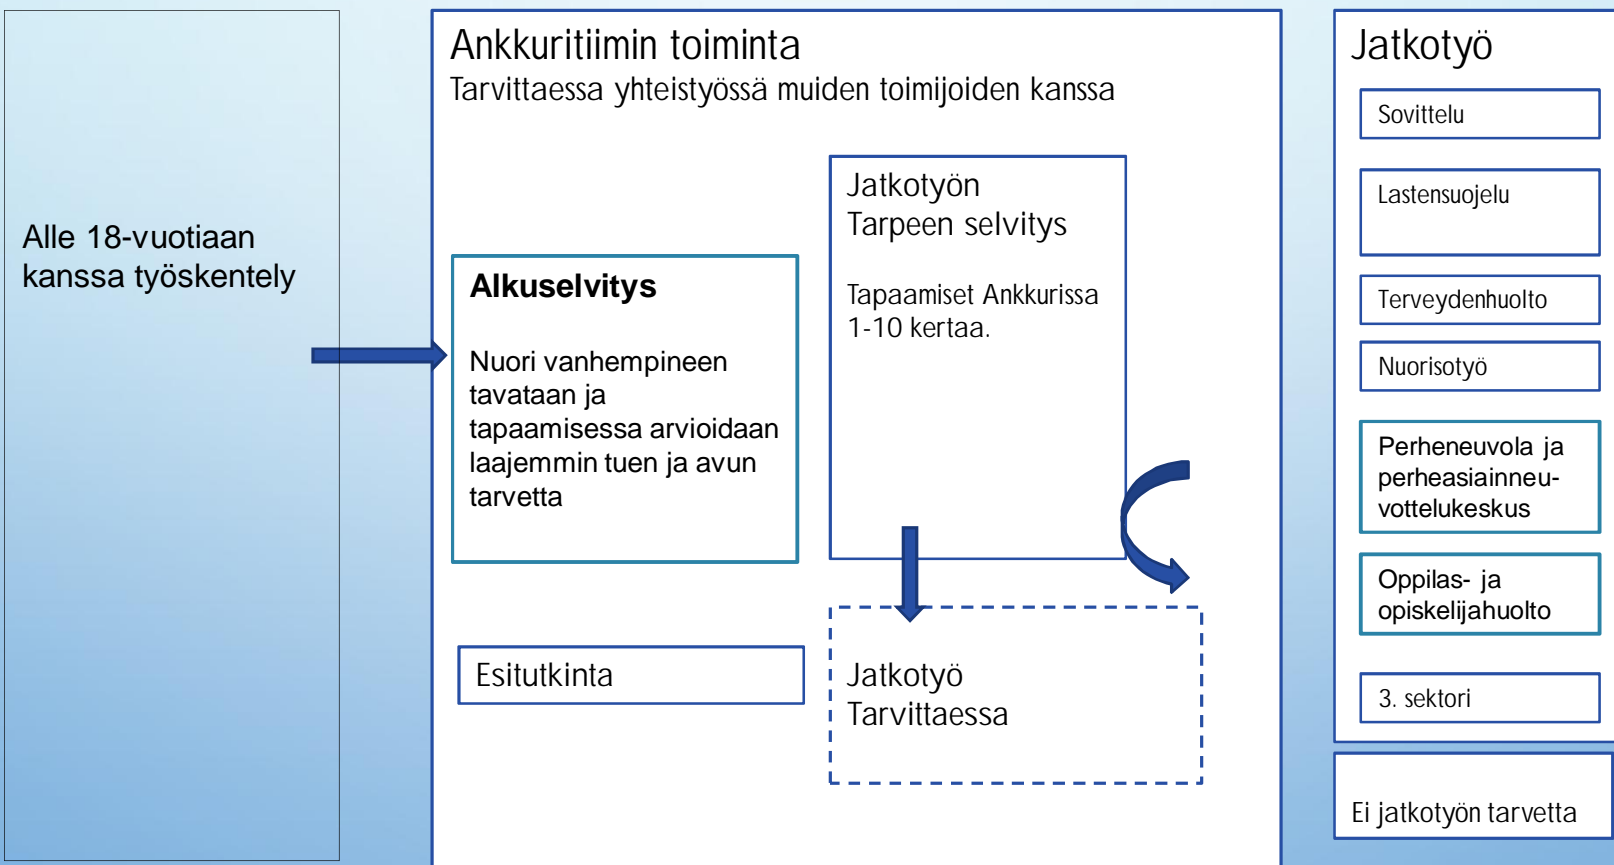 Alle 18-vuotiaan
kanssa työskentely
Ankkuritiimin toiminta
Tarvittaessa yhteistyössä muiden toimijoiden kanssa
Alkuselvitys
Nuori vanhempineen
tavataan ja
tapaamisessa arvioidaan
laajemmin tuen ja avun
tarvetta
Esitutkinta
Jatkotyön
Tarpeen selvitys
Tapaamiset Ankkurissa
1-10 kertaa.
Jatkotyö
Tarvittaessa
Jatkotyö
Sovittelu
Lastensuojelu
Terveydenhuolto
Nuorisotyö
Perheneuvola ja
perheasiainneu-
vottelukeskus
Oppilas- ja
opiskelijahuolto
3. sektori
Ei jatkotyön tarvetta